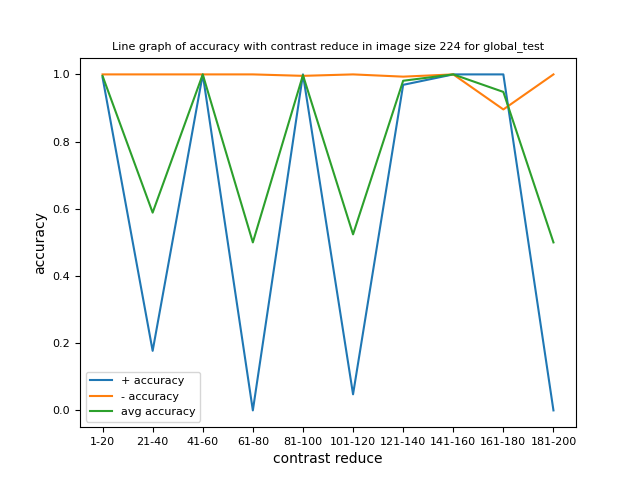 Line graph of accuracy with contrast reduce in image size 224 for global_test
accuracy
1.0
0.8
0.6
0.4
0.2
0.0
+ accuracy
- accuracy
avg accuracy
1-20 21-40 41-60 61-80 81-100 101-120 121-140 141-160 161-180 181-200
contrast reduce